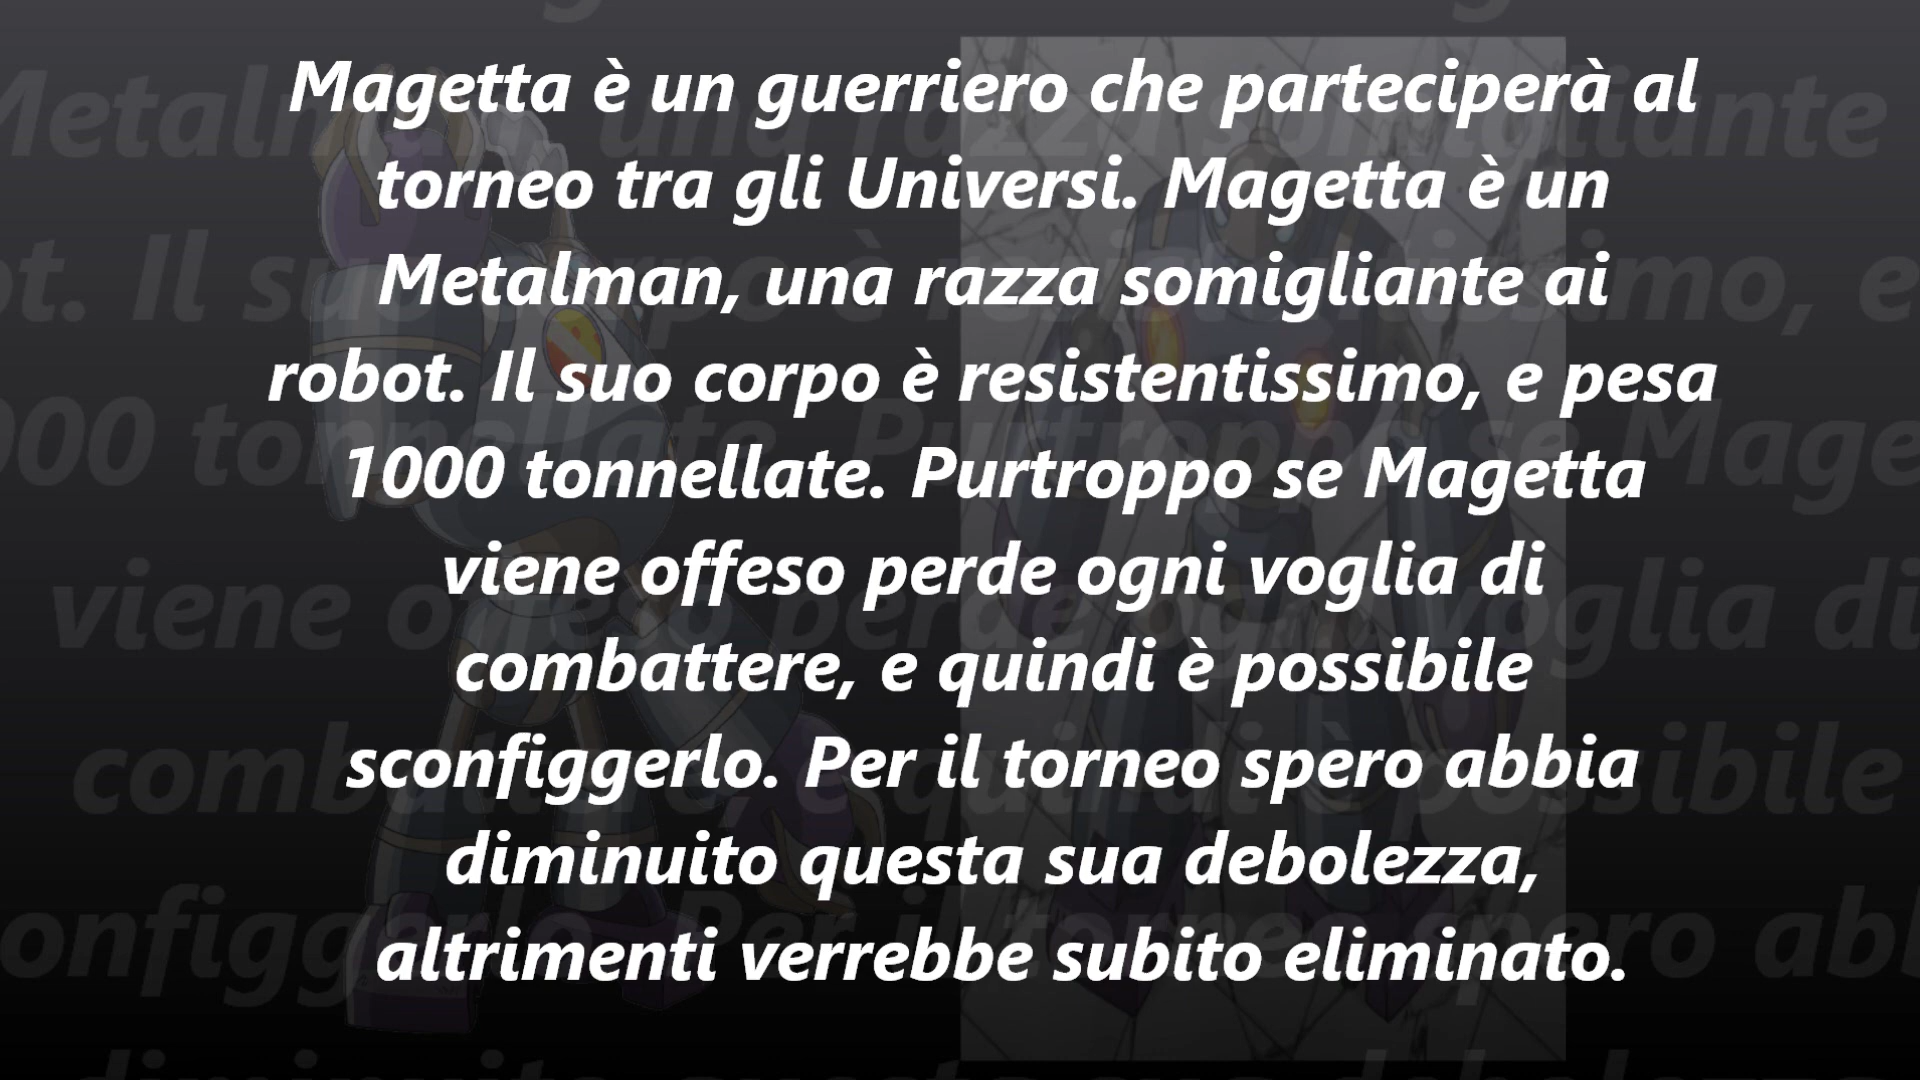 Magetta è un guerriero che parteciperà al
torneo tra gli Universi. Magetta è un
Metalman, una razza somigliante ai
robot. Il suo corpo è resistentissimo, e pesa
1000 tonnellate. Purtroppo se Magetta
viene offeso perde ogni voglia di
combattere, e quindi è possibile
sconfiggerlo. Per il torneo spero abbia
diminuito questa sua debolezza,
altrimenti verrebbe subito eliminato.